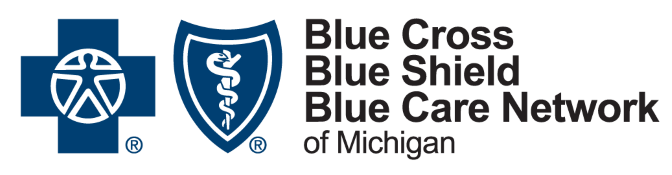 Blue Cross
Blue Shield
Blue Care Network
of Michigan
® ®